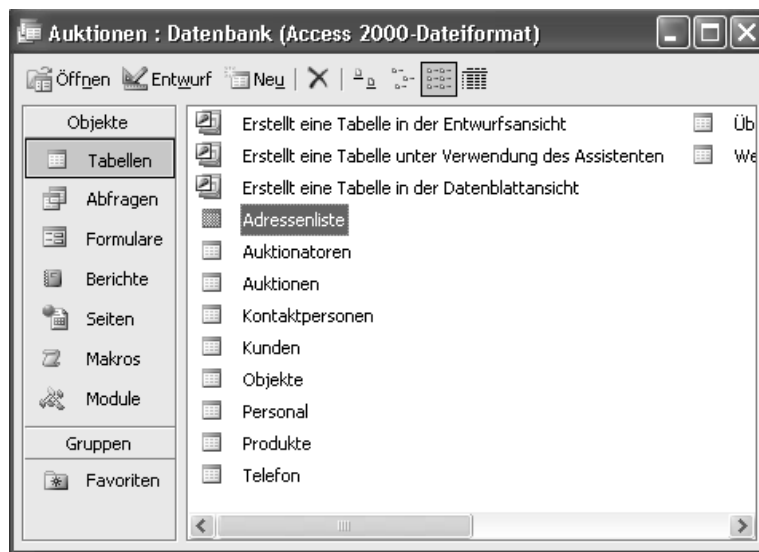 Auktionen : Datenbank (Access 2000-Dateiformat)
Öffnen Entwurf Neu
Objekte
Tabellen
Abfragen
Formulare
Berichte
Seiten
Makros
Module
Gruppen
Favoriten
Erstellt eine Tabelle in der Entwurfsansicht
Erstellt eine Tabelle unter Verwendung des Assistenten
Erstellt eine Tabelle in der Datenblattansicht
Adressenliste
Auktionatoren
Auktionen
Kontaktpersonen
Kunden
Objekte
Personal
Produkte
Telefon
Üb
We